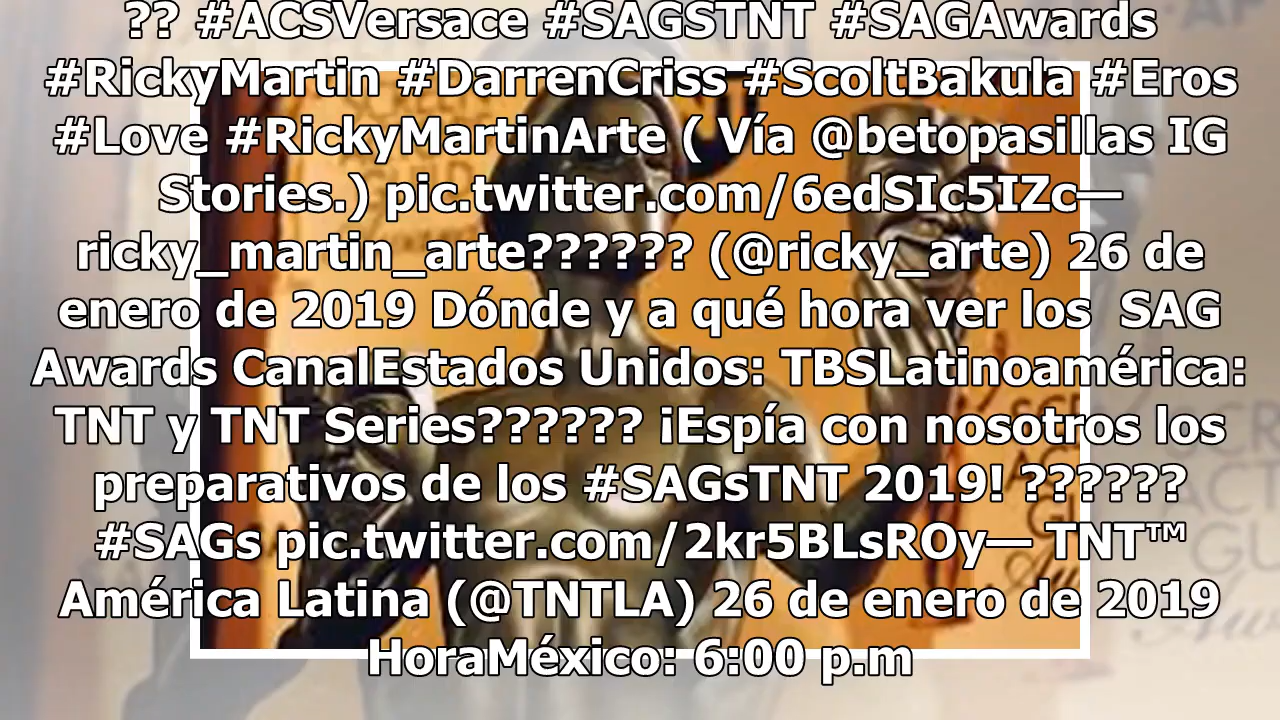 ?? #ACSVersace #SAGSTNT #SAGAwards
#RickyMartin #DarrenCriss #ScoltBakula #Eros
#Love #RickyMartinArte ( Vía @betopasillas IG
Stories.) pic.twitter.com/6edSIc5IZc—
ricky_martin_arte?????? (@ricky_arte) 26 de
enero de 2019 Dónde y a qué hora ver los  SAG
Awards CanalEstados Unidos: TBSLatinoamérica:
TNT y TNT Series?????? ¡Espía con nosotros los
preparativos de los #SAGsTNT 2019! ??????
#SAGs pic.twitter.com/2kr5BLsROy— TNT™
América Latina (@TNTLA) 26 de enero de 2019
HoraMéxico: 6:00 p.m